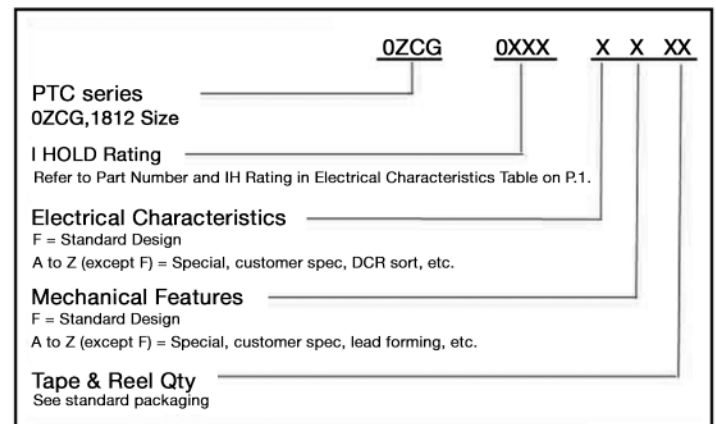 0ZCG 0XXX X X XX
PTC series
0ZCG,1812 Size
I HOLD Rating
Refer to Part Number and IH Rating in Electrical Characteristics Table on P.1.
Electrical Characteristics
F = Standard Design
A to Z (except F) = Special, customer spec, DCR sort, etc.
Mechanical Features
F = Standard Design
A to Z (except F) = Special, customer spec, lead forming, etc.
Tape & Reel Qty
See standard packaging